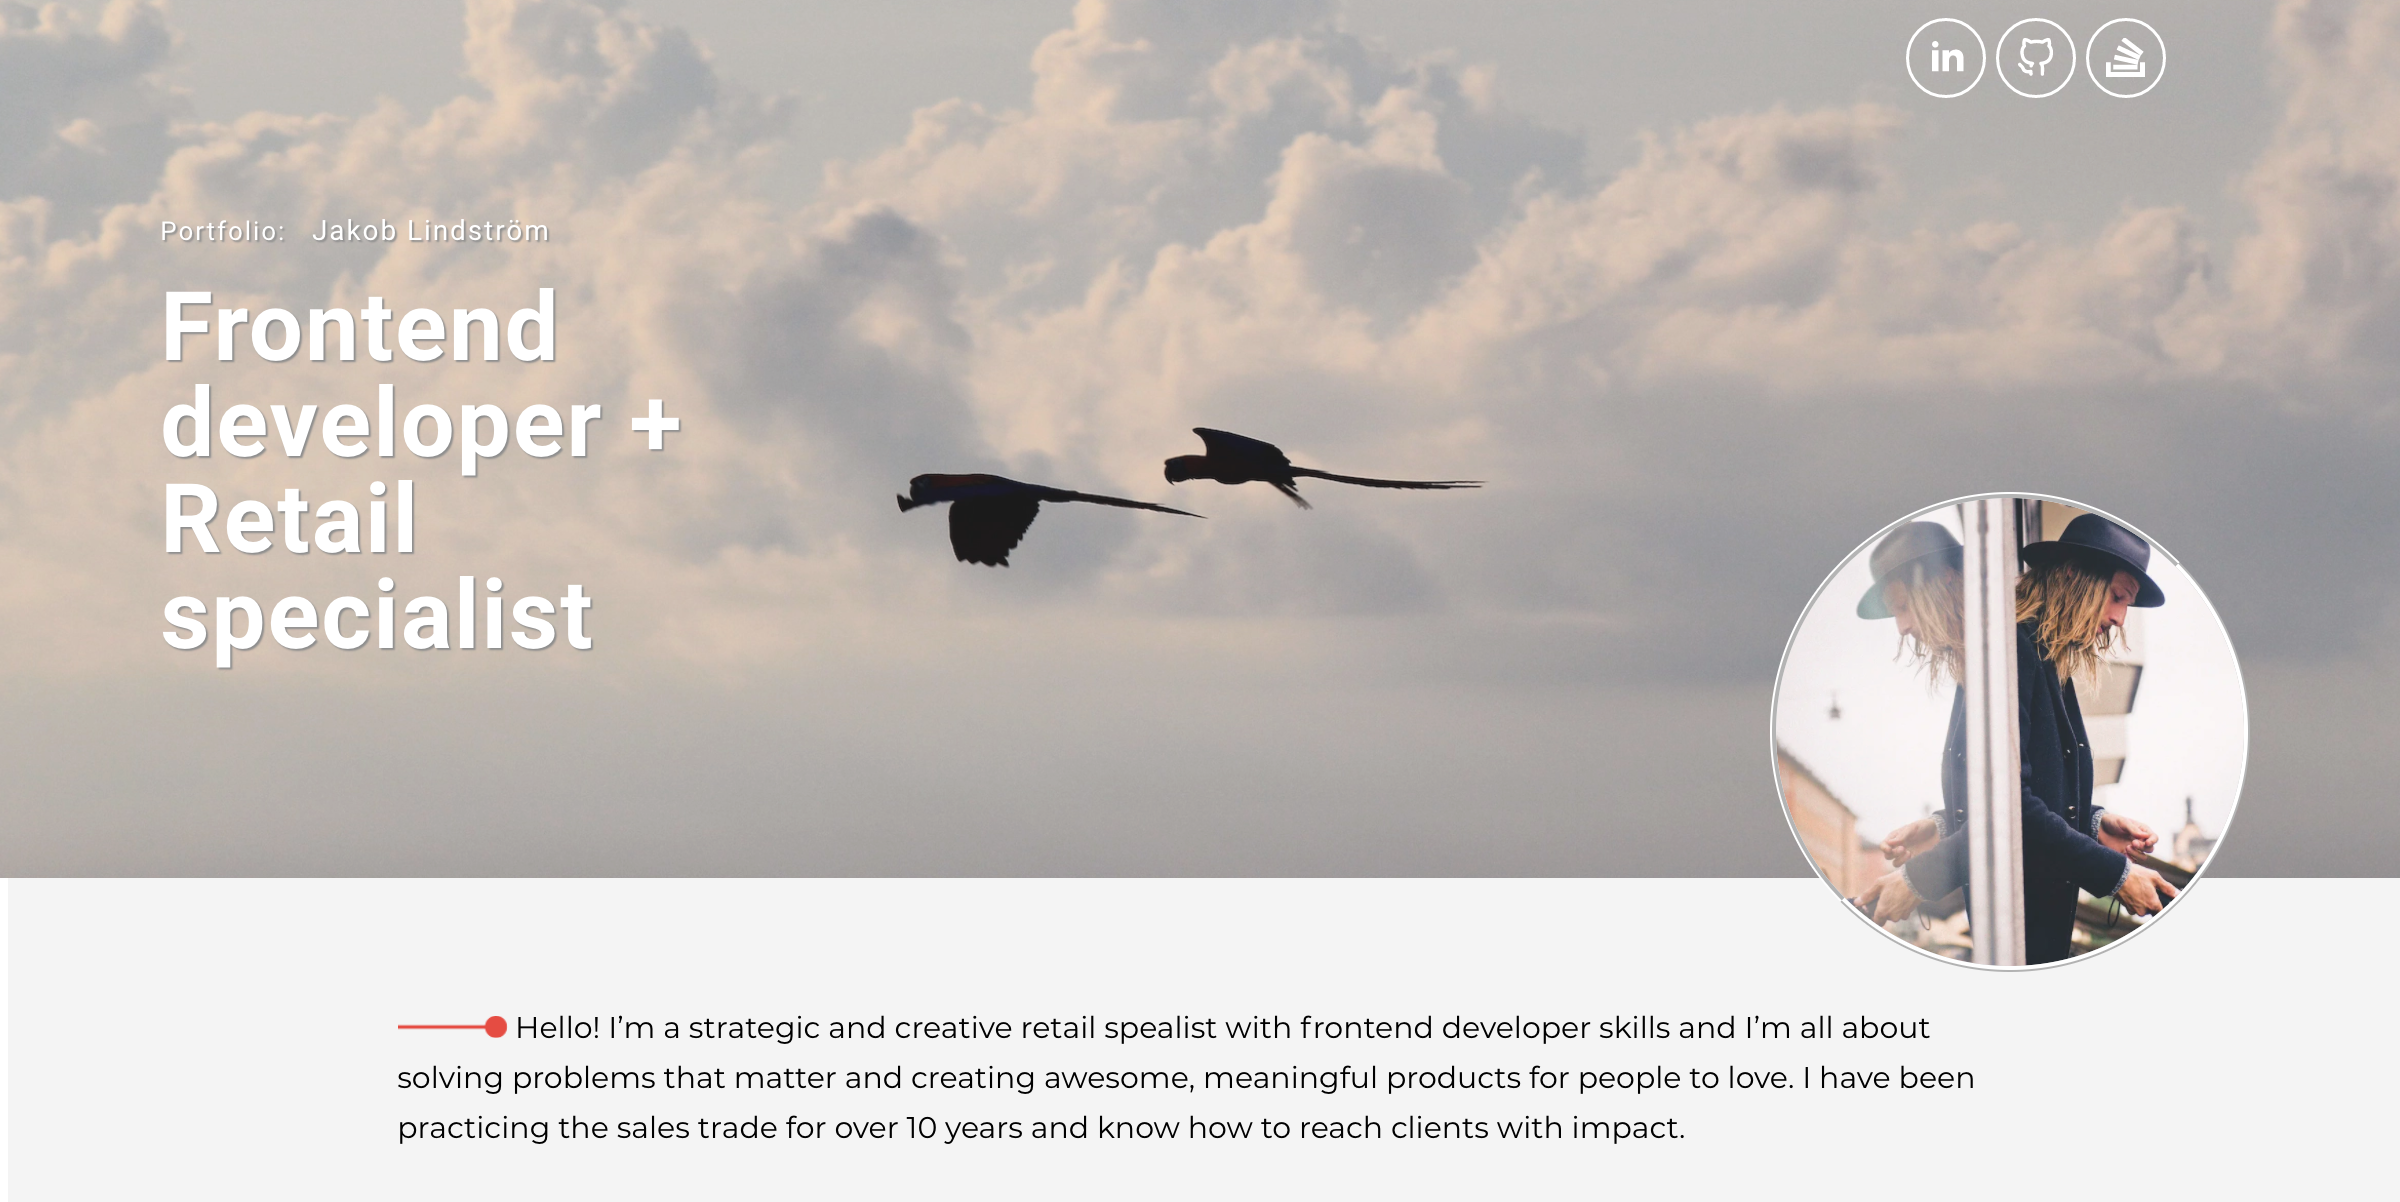 in
Portfolio: Jakob Lindström
Frontend
developer +
Retail
specialist
Hello! I’m a strategic and creative retail spealist with frontend developer skills and I’m all about
solving problems that matter and creating awesome, meaningful products for people to love. I have been
practicing the sales trade for over 10 years and know how to reach clients with impact.